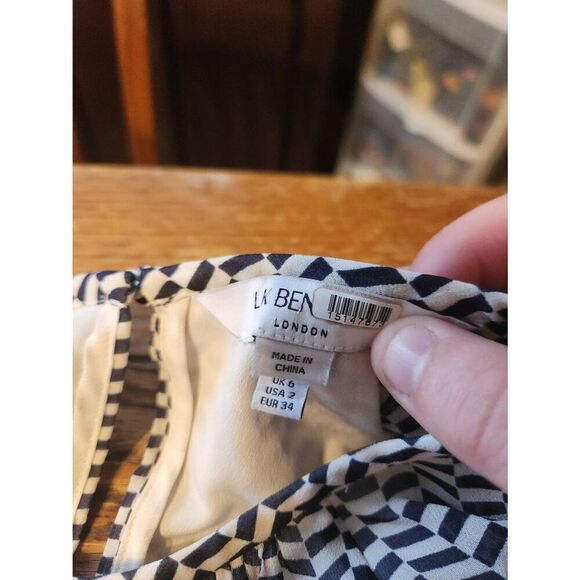 LK BEN
LONDON
MADE IN
CHINA
UK 6
USA 2
EUR 34